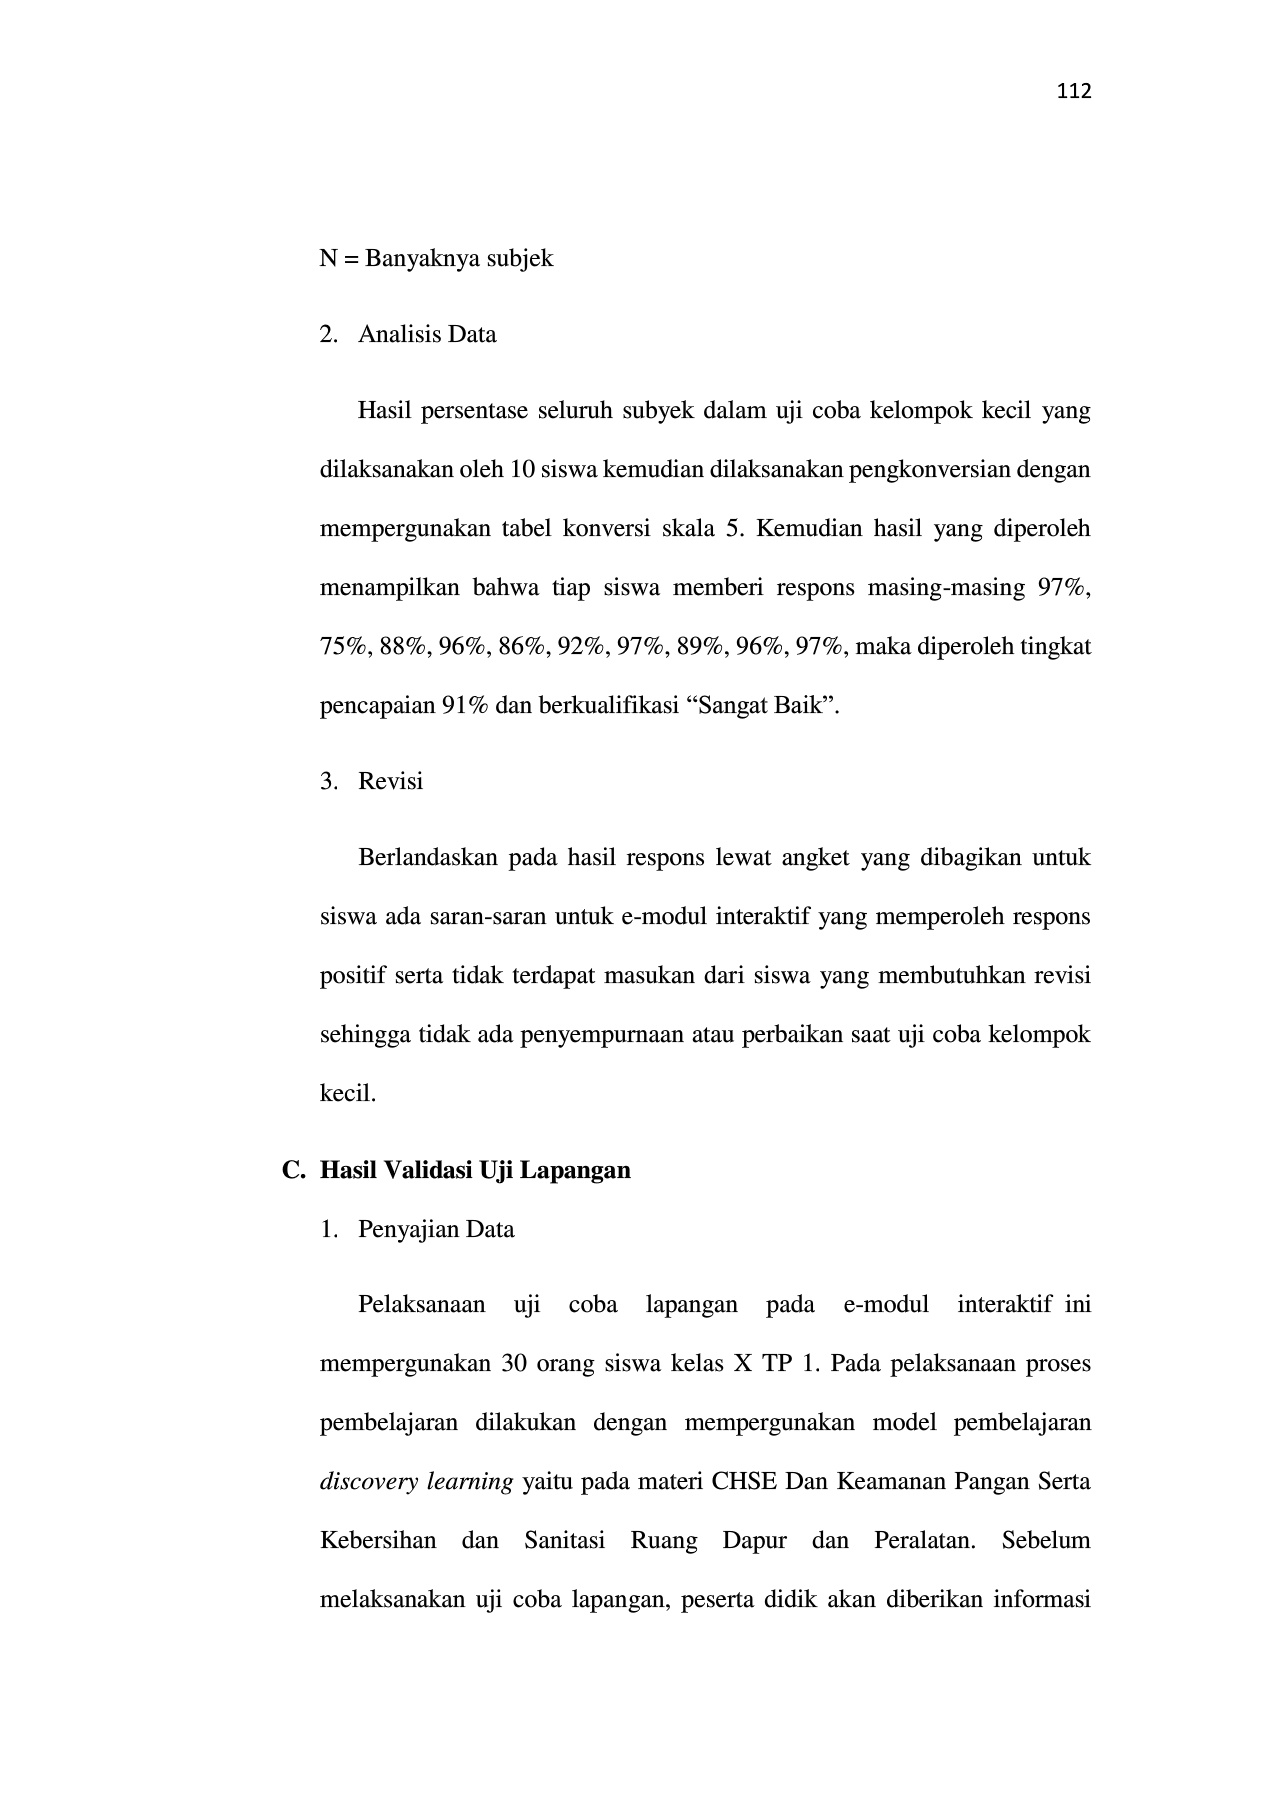 112
N = Banyaknya subjek
2. Analisis Data
Hasil persentase seluruh subyek dalam uji coba kelompok kecil yang
dilaksanakan oleh 10 siswa kemudian dilaksanakan pengkonversian dengan
mempergunakan tabel konversi skala 5. Kemudian hasil yang diperoleh
menampilkan bahwa tiap siswa memberi respons masing-masing 97%,
75%, 88%, 96%, 86%, 92%, 97%, 89%, 96%, 97%, maka diperoleh tingkat
pencapaian 91% dan berkualifikasi “Sangat Baik”.
3. Revisi
Berlandaskan pada hasil respons lewat angket yang dibagikan untuk
siswa ada saran-saran untuk e-modul interaktif yang memperoleh respons
positif serta tidak terdapat masukan dari siswa yang membutuhkan revisi
sehingga tidak ada penyempurnaan atau perbaikan saat uji coba kelompok
kecil.
C. Hasil Validasi Uji Lapangan
1. Penyajian Data
Pelaksanaan uji coba lapangan pada e-modul interaktif ini
mempergunakan 30 orang siswa kelas X TP 1. Pada pelaksanaan proses
pembelajaran dilakukan dengan mempergunakan model pembelajaran
discovery learning yaitu pada materi CHSE Dan Keamanan Pangan Serta
Kebersihan dan Sanitasi Ruang Dapur dan Peralatan. Sebelum
melaksanakan uji coba lapangan, peserta didik akan diberikan informasi